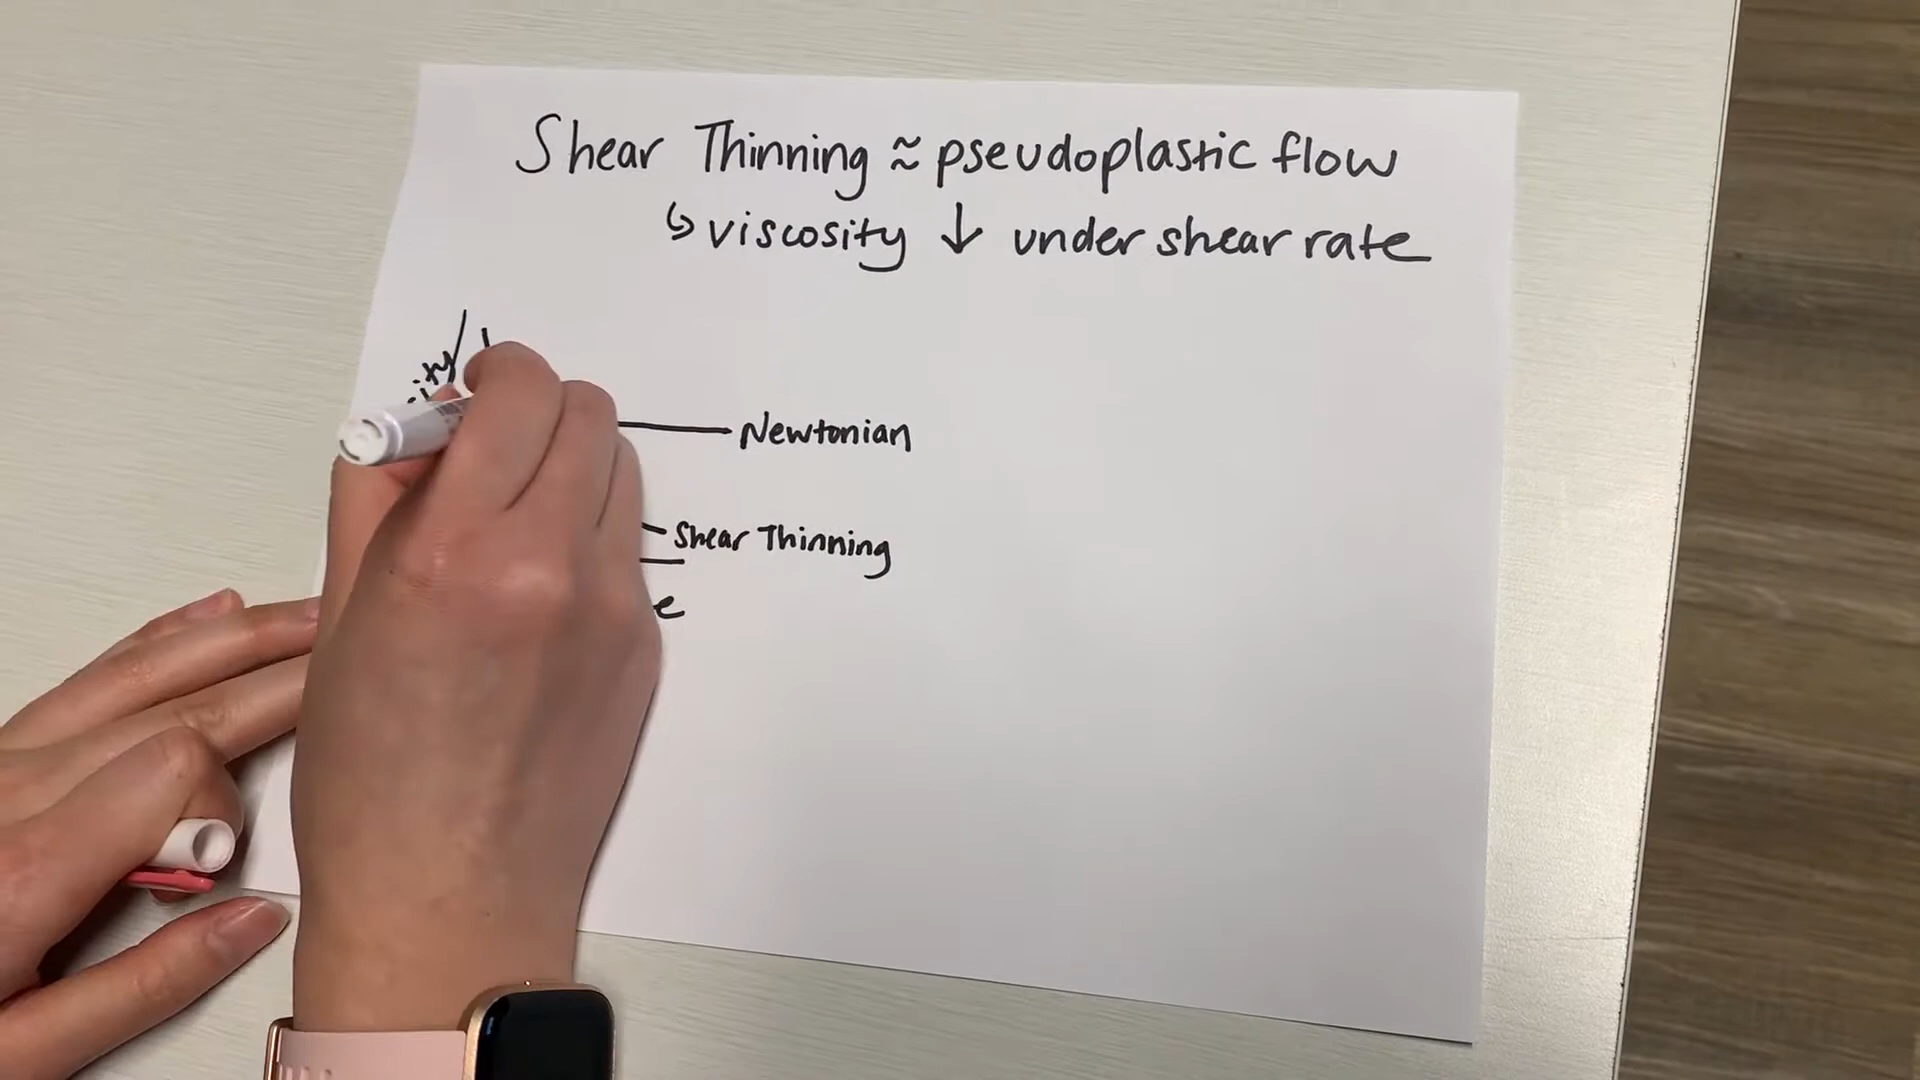 Shear Thinning ≈ pseudoplastic flow
↳ viscosity ↓ under shear rate
Newtonian
Shear Thinning